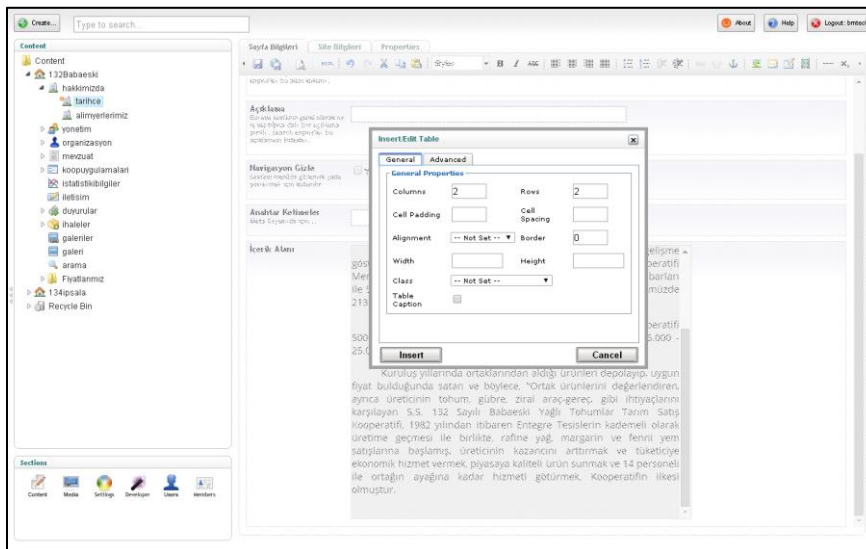 Create...
Type to search...
About
Help
Content
Content
132Babaeski
hakkimizda
tarihce
alimyerlerimiz
yonetim
organizasyon
mevzuat
koopuygulamalari
istatistikibilgiler
iletisim
duyurular
ihaleler
galeriler
galeri
arama
Fiyatlarımız
134ipsala
Recycle Bin
Sections
Content
Media
Settings
Developer
Users
Members
Sayfa Bilgileri
Site Bilgileri
Properties
Styles
Açıklama
Navigasyon Gizle
Anahtar Kelimeler
İçerik Alanı
Insert/Edit Table
General
Advanced
General Properties
Columns 2 Rows 2
Cell Padding Cell Spacing
Alignment -- Not Set -- Border 0
Width Height
Class -- Not Set --
Table Caption
Insert
Cancel
Kuruluş yıllarında ortaklarından aldığı ürünleri depolayıp, uygun
fiyat bulduğunda satan ve böylece, "Ortak ürünlerini değerlendiren,
ayrıca üreticinin tohum, gübre, zirai araç-gereç, gibi ihtiyaçlarını
karşılayan S.S. 132 Sayılı Babaeski Yağlı Tohumlar Tarım Satış
Kooperatifi, 1982 yılından itibaren Entegre Tesislerin kademeli olarak
üretime geçmesi ile birlikte, rafine yağ, margarin ve fenni yem
satışlarına başlamış, üreticinin kazancını arttırmak ve tüketiciye
ekonomik hizmet vermek, piyasaya kaliteli ürün sunmak ve 14 personeli
ile ortağın ayağına kadar hizmeti götürmek, Kooperatifin ilkesi
olmuştur.